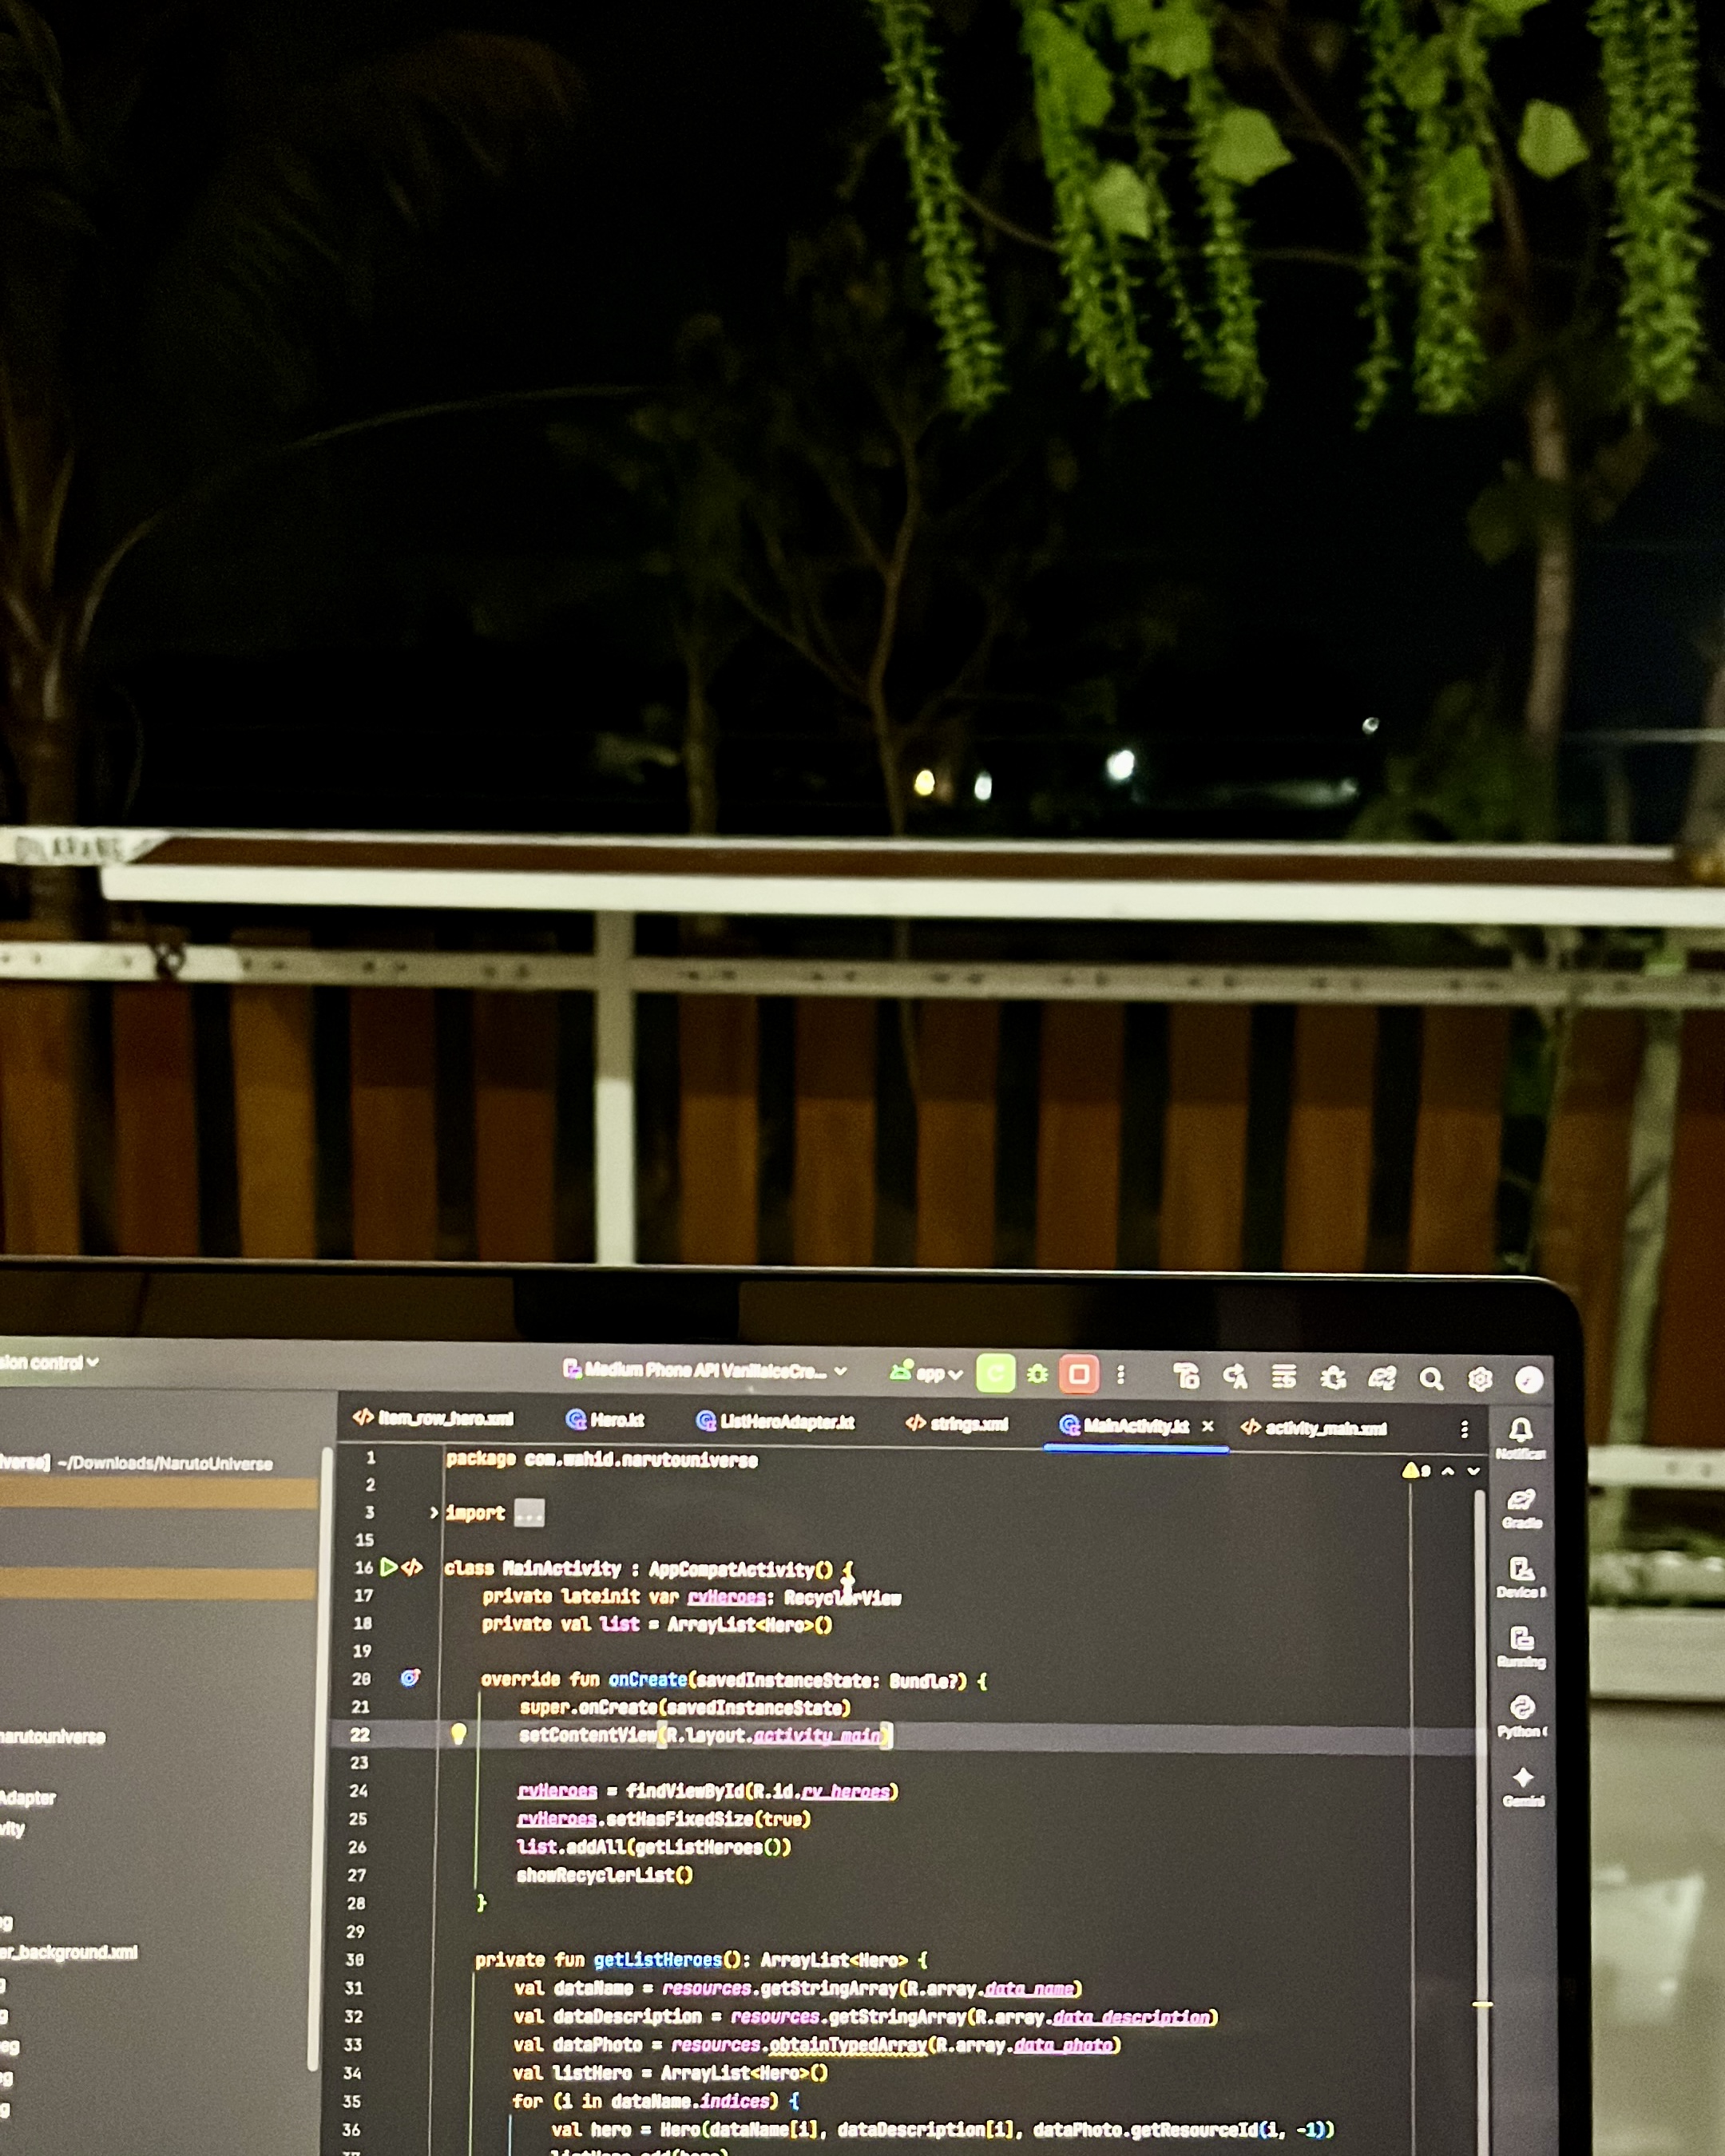 DILARANG
sion control
Medium Phone API VanillaIceCre...
app
item_row_hero.xml
Hero.kt
ListHeroAdapter.kt
strings.xml
MainActivity.kt
activity_main.xml
Notificat
Gradle
Device
Running
Python
Gemini
iverse] ~/Downloads/NarutoUniverse
narutouniverse
Adapter
vity
g
er_background.xml
g
g
eg
g
g
9
1 package com.wahid.narutouniverse
2
3 import ...
15
16 class MainActivity : AppCompatActivity() {
17 private lateinit var rvHeroes: RecyclerView
18 private val list = ArrayList<Hero>()
19
20 override fun onCreate(savedInstanceState: Bundle?) {
21 super.onCreate(savedInstanceState)
22 setContentView(R.layout.activity_main)
23
24 rvHeroes = findViewById(R.id.rv_heroes)
25 rvHeroes.setHasFixedSize(true)
26 list.addAll(getListHeroes())
27 showRecyclerList()
28 }
29
30 private fun getListHeroes(): ArrayList<Hero> {
31 val dataName = resources.getStringArray(R.array.data_name)
32 val dataDescription = resources.getStringArray(R.array.data_description)
33 val dataPhoto = resources.obtainTypedArray(R.array.data_photo)
34 val listHero = ArrayList<Hero>()
35 for (i in dataName.indices) {
36 val hero = Hero(dataName[i], dataDescription[i], dataPhoto.getResourceId(i, -1))
37 listHero.add(hero)